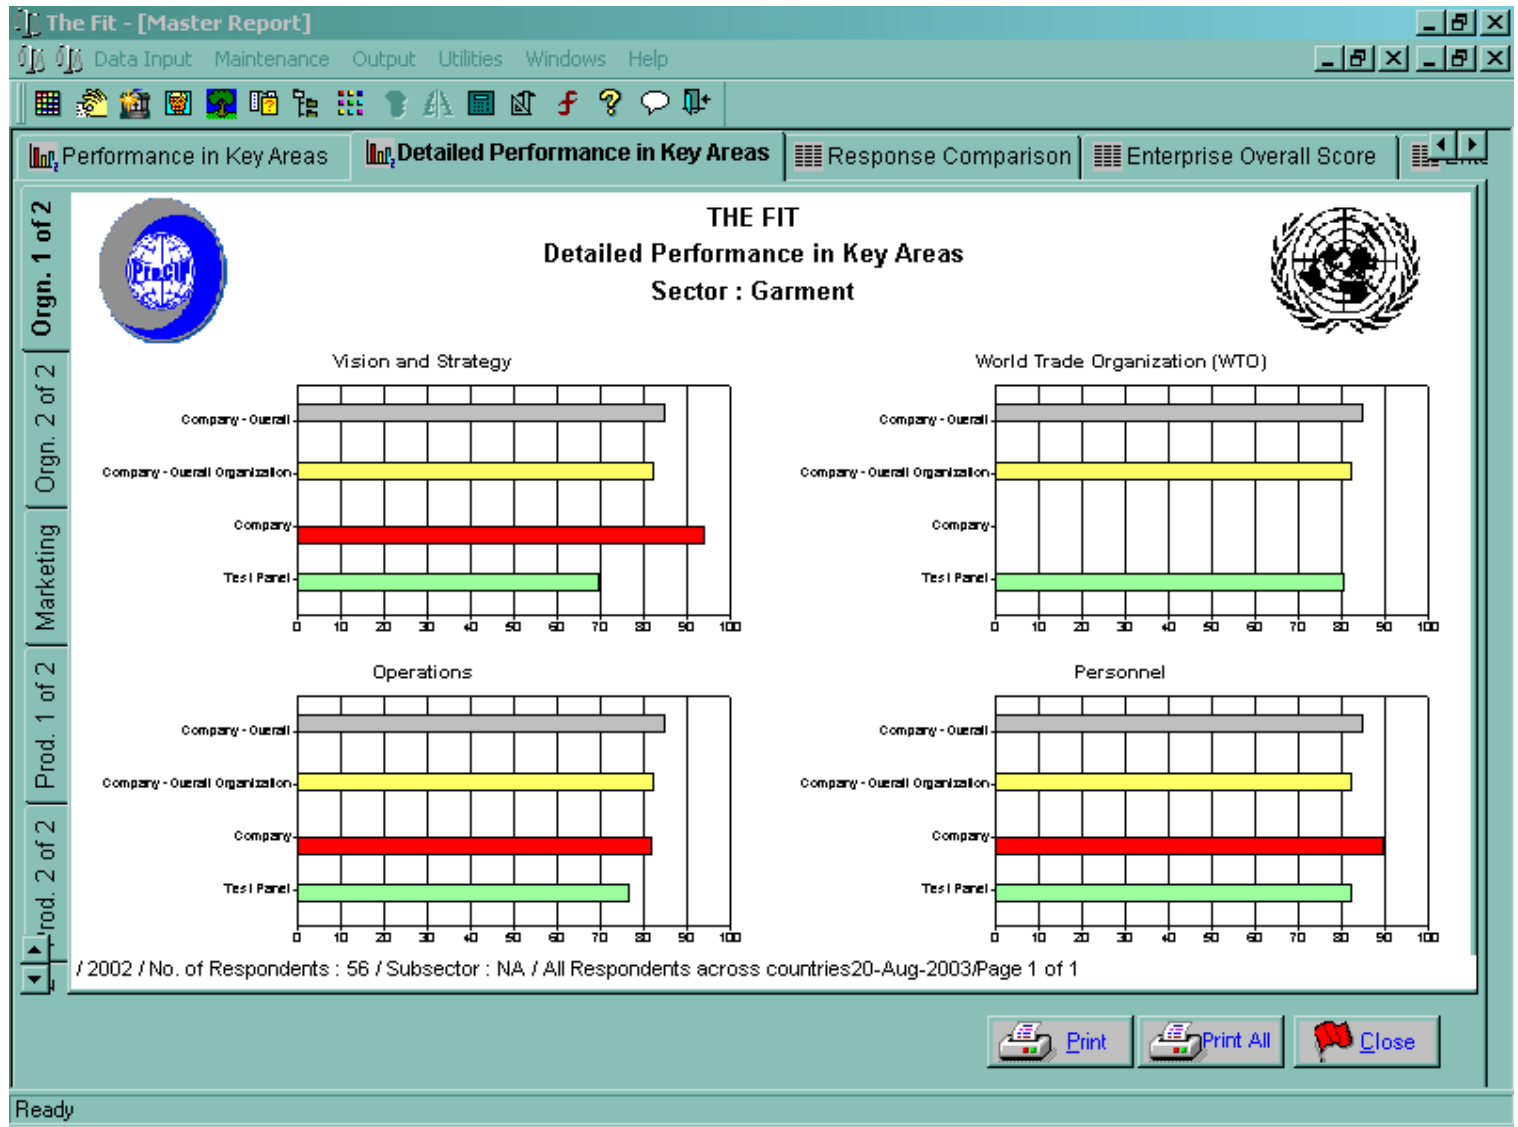 The Fit - [Master Report]
Data Input Maintenance Output Utilities Windows Help
Performance in Key Areas Detailed Performance in Key Areas Response Comparison Enterprise Overall Score
Orgn. 1 of 2
Orgn. 2 of 2
Marketing
Prod. 1 of 2
Prod. 2 of 2
THE FIT
Detailed Performance in Key Areas
Sector : Garment
Vision and Strategy
Company - Overall
Company - Overall Organization
Company
Test Panel
0 10 20 30 40 50 60 70 80 90 100
World Trade Organization (WTO)
Company - Overall
Company - Overall Organization
Company
Test Panel
0 10 20 30 40 50 60 70 80 90 100
Operations
Company - Overall
Company - Overall Organization
Company
Test Panel
0 10 20 30 40 50 60 70 80 90 100
Personnel
Company - Overall
Company - Overall Organization
Company
Test Panel
0 10 20 30 40 50 60 70 80 90 100
/ 2002 / No. of Respondents : 56 / Subsector : NA / All Respondents across countries20-Aug-2003/Page 1 of 1
Print Print All Close
Ready